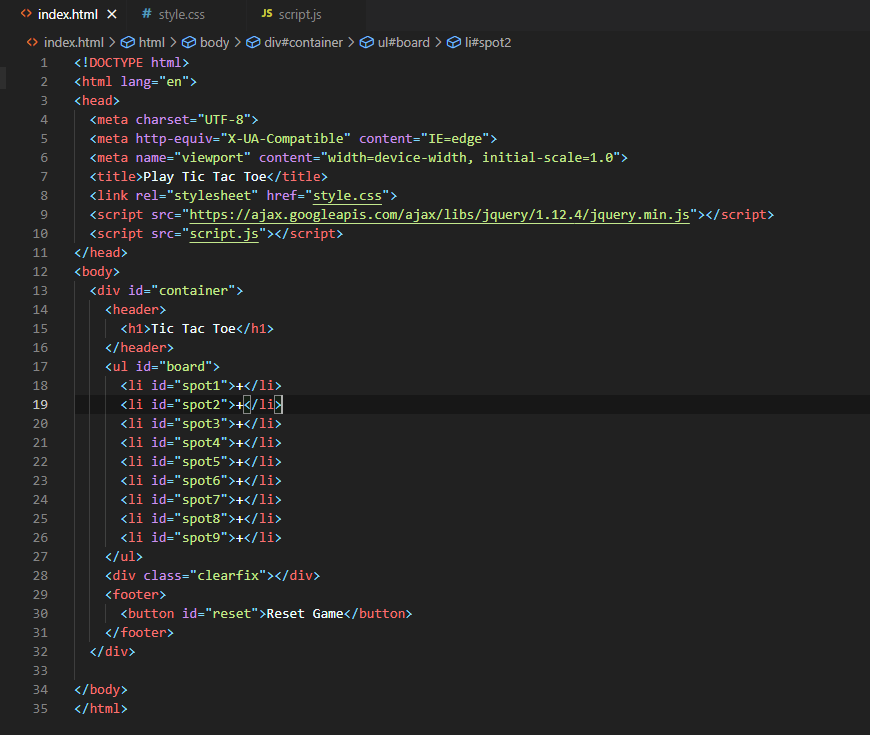 index.html × # style.css JS script.js
index.html > html > body > div#container > ul#board > li#spot2
1 <!DOCTYPE html>
2 <html lang="en">
3 <head>
4 <meta charset="UTF-8">
5 <meta http-equiv="X-UA-Compatible" content="IE=edge">
6 <meta name="viewport" content="width=device-width, initial-scale=1.0">
7 <title>Play Tic Tac Toe</title>
8 <link rel="stylesheet" href="style.css">
9 <script src="https://ajax.googleapis.com/ajax/libs/jquery/1.12.4/jquery.min.js"></script>
10 <script src="script.js"></script>
11 </head>
12 <body>
13 <div id="container">
14 <header>
15 <h1>Tic Tac Toe</h1>
16 </header>
17 <ul id="board">
18 <li id="spot1">+</li>
19 <li id="spot2">+</li>
20 <li id="spot3">+</li>
21 <li id="spot4">+</li>
22 <li id="spot5">+</li>
23 <li id="spot6">+</li>
24 <li id="spot7">+</li>
25 <li id="spot8">+</li>
26 <li id="spot9">+</li>
27 </ul>
28 <div class="clearfix"></div>
29 <footer>
30 <button id="reset">Reset Game</button>
31 </footer>
32 </div>
33
34 </body>
35 </html>